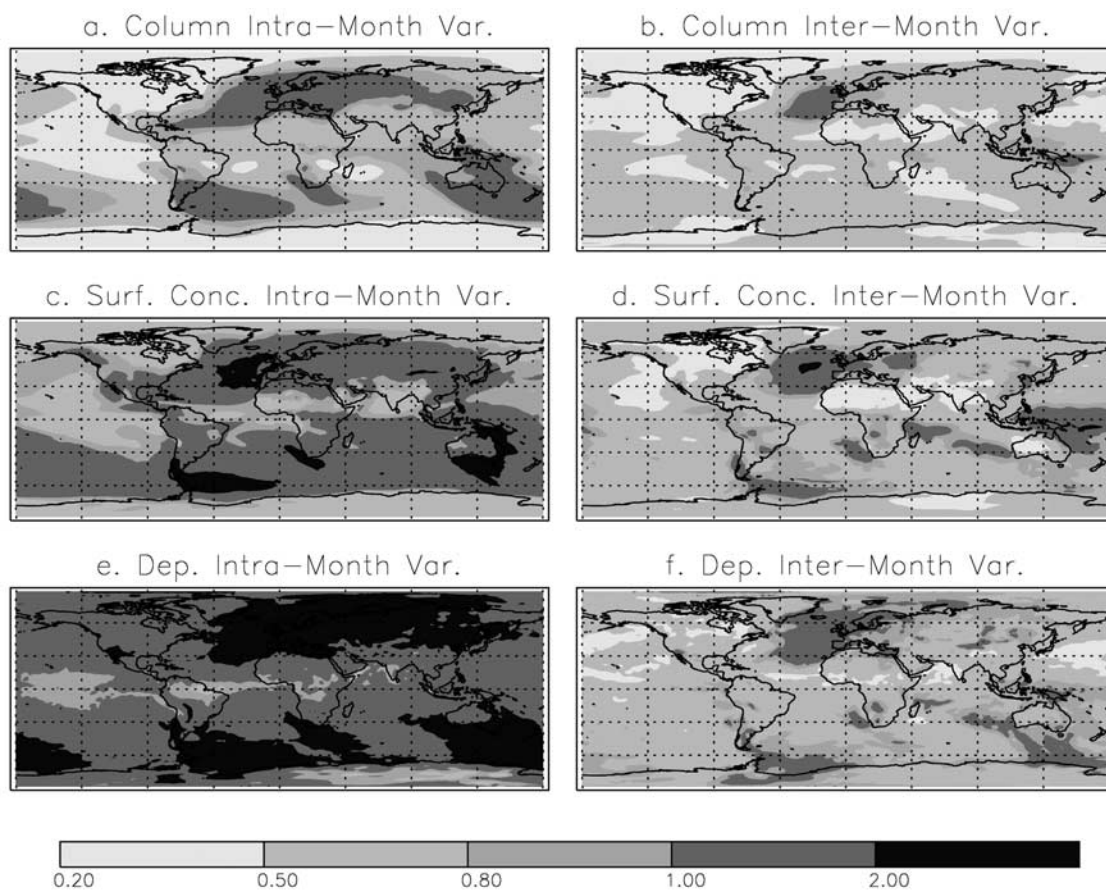 a. Column Intra-Month Var.
b. Column Inter-Month Var.
c. Surf. Conc. Intra-Month Var.
d. Surf. Conc. Inter-Month Var.
e. Dep. Intra-Month Var.
f. Dep. Inter-Month Var.
0.20 0.50 0.80 1.00 2.00